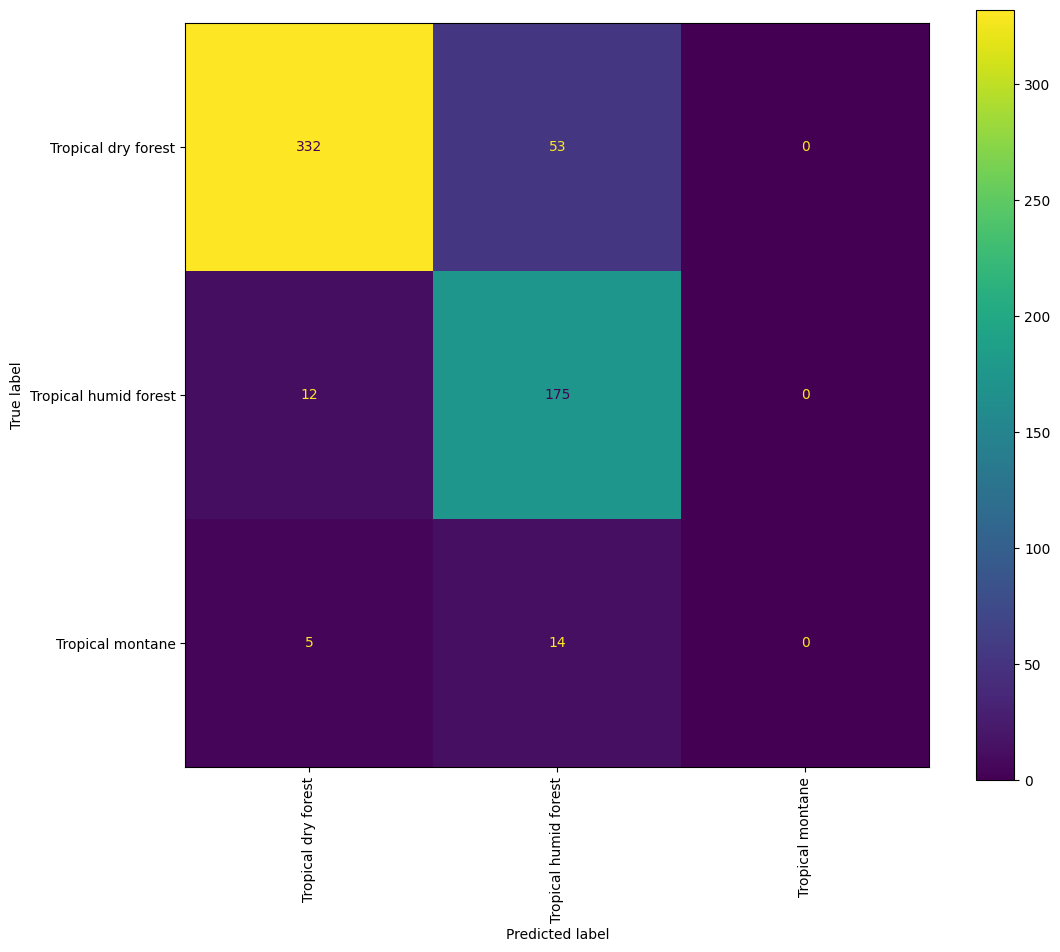 Tropical dry forest
Tropical humid forest
Tropical montane
True label
332 53 0
12 175 0
5 14 0
Tropical dry forest
Tropical humid forest
Tropical montane
Predicted label
300
250
200
150
100
50
0